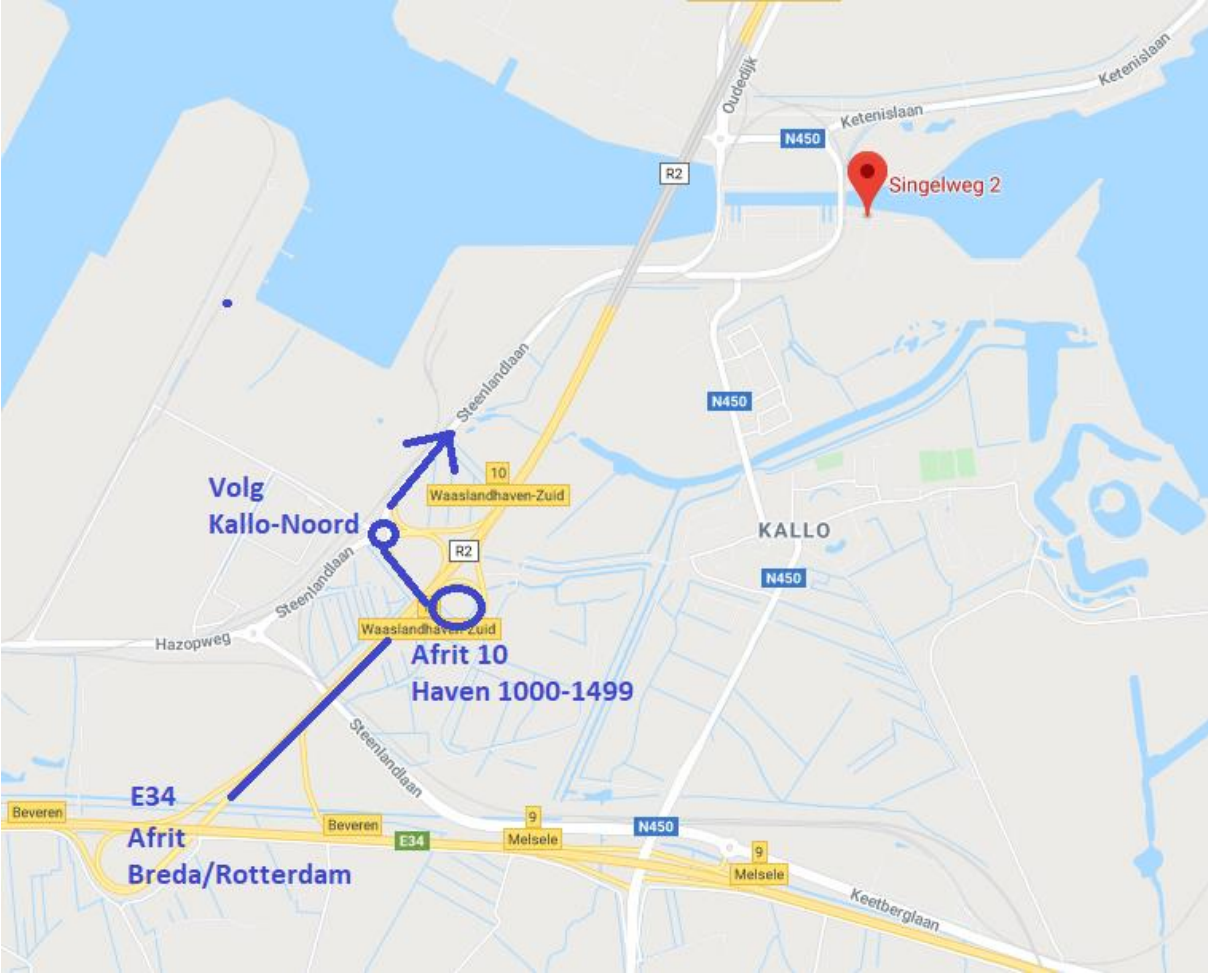 Oudedijk
Ketenislaan
Ketenislaan
N450
R2
Singelweg 2
Steenlandlaan
N450
Volg
Kallo-Noord
10
Waaslandhaven-Zuid
KALLO
R2
N450
Steenlandlaan
Hazopweg
Waaslandhaven-Zuid
Afrit 10
Haven 1000-1499
Steenlandlaan
E34
Afrit
Breda/Rotterdam
Beveren
Beveren
E34
9
Melsele
N450
9
Melsele
Keetberglaan